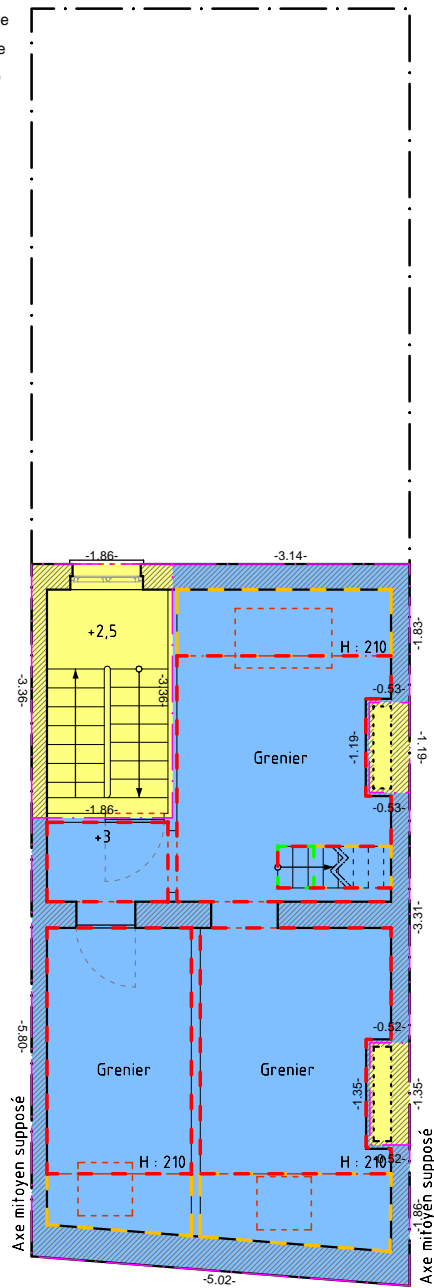 e
e
-1.86-
-3.14-
+2,5
-1.83-
H : 210
-3.36-
-3.36-
-0.53-
-1.19-
-1.19-
Grenier
-0.53-
-1.86-
+3
-3.31-
-5.80-
-0.52-
Grenier
Grenier
-1.35-
-1.35-
H : 210
H : 210
-0.52-
-1.86-
Axe mitoyen supposé
Axe mitoyen supposé
-5.02-